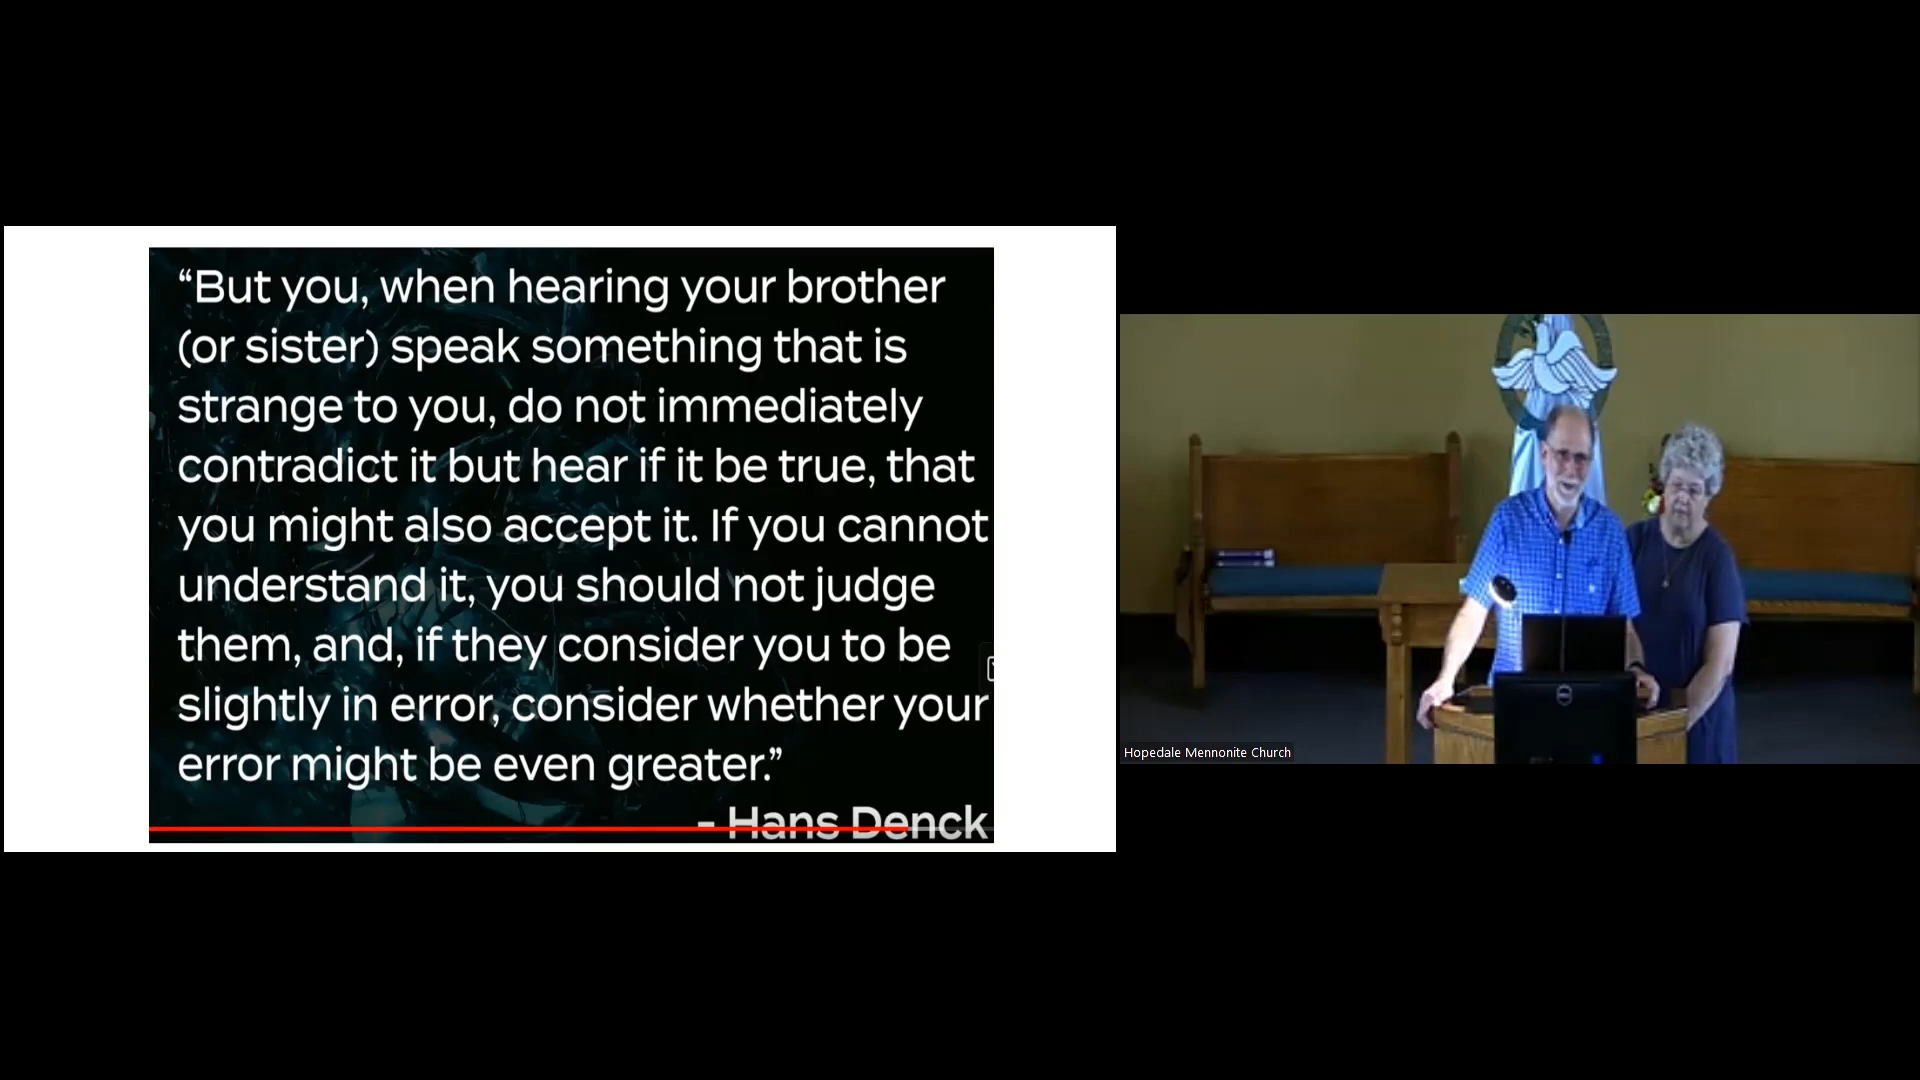 “But you, when hearing your brother
(or sister) speak something that is
strange to you, do not immediately
contradict it but hear if it be true, that
you might also accept it. If you cannot
understand it, you should not judge
them, and, if they consider you to be
slightly in error, consider whether your
error might be even greater.”
- Hans Denck
Hopedale Mennonite Church
DELL